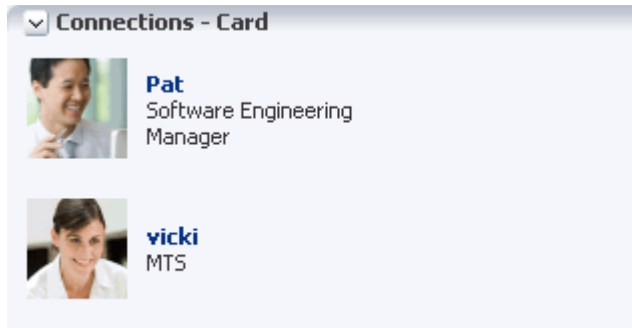 Connections - Card
Pat
Software Engineering
Manager
vicki
MTS